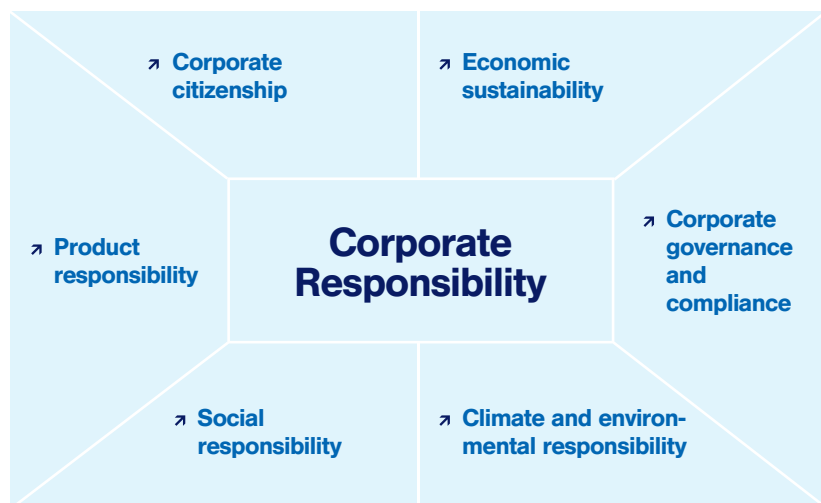 Corporate
citizenship
Economic
sustainability
Product
responsibility
Corporate
Responsibility
Corporate
governance
and
compliance
Social
responsibility
Climate and environ-
mental responsibility